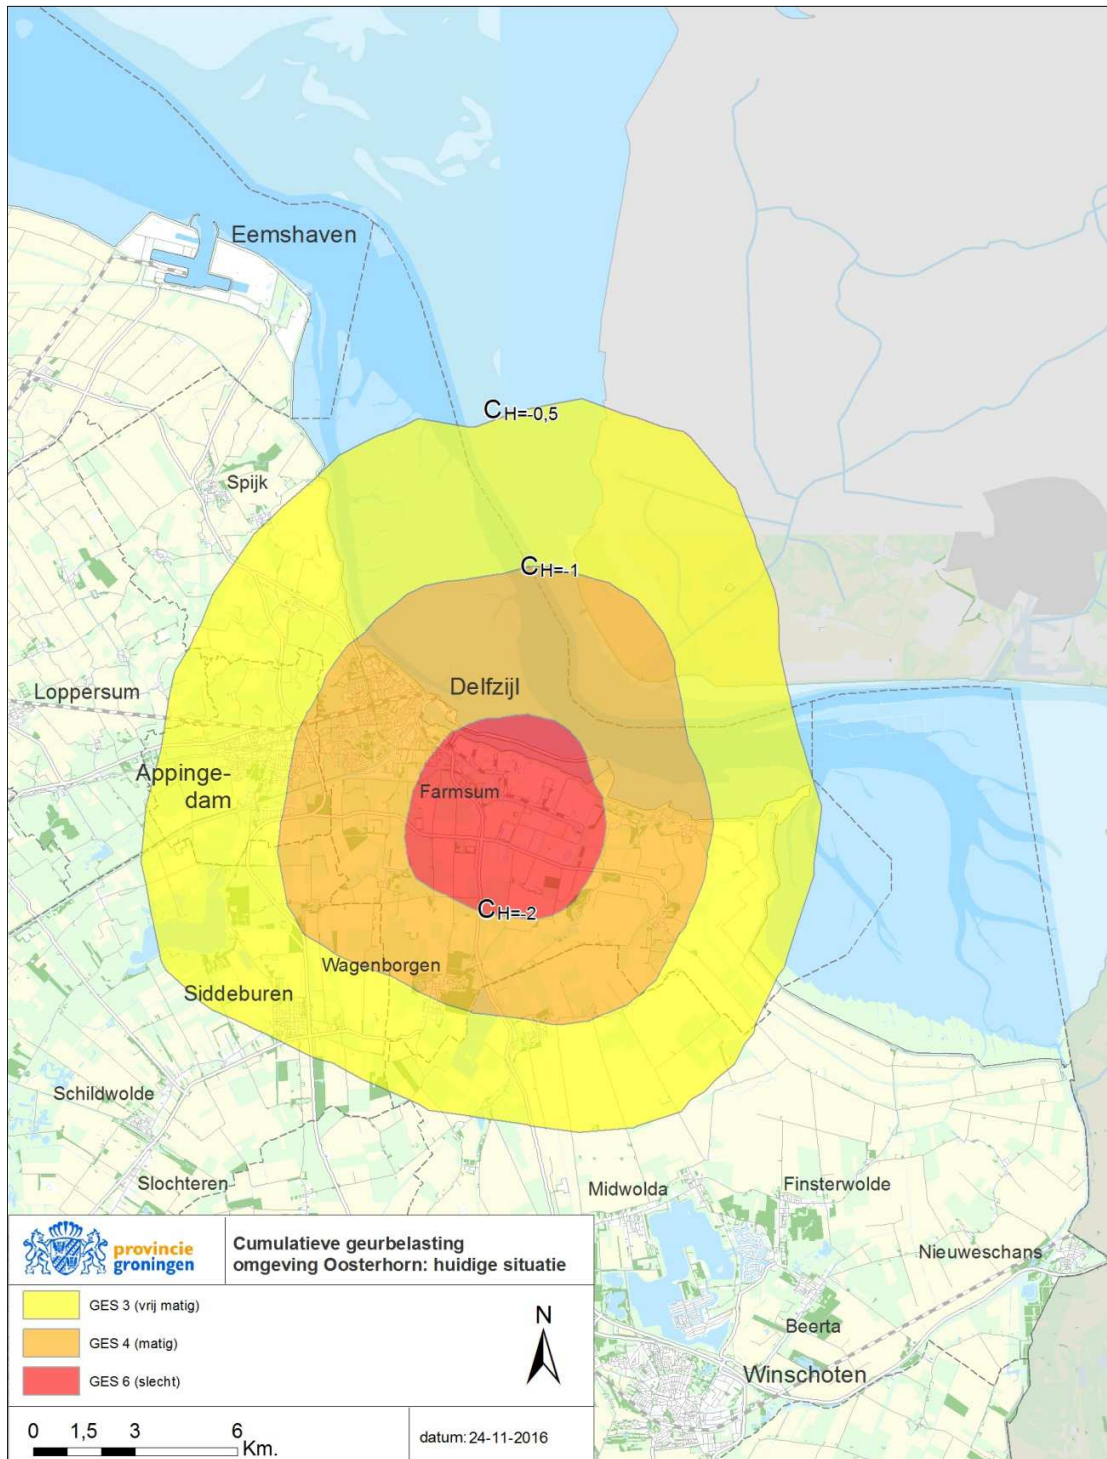 Eemshaven
CH=-0,5
Spijk
CH=-1
Delfzijl
Loppersum
Appinge-
dam
Farmsum
CH=-2
Wagenborgen
Siddeburen
Schildwolde
Slochteren
Midwolda
Finsterwolde
Nieuweschans
Beerta
Winschoten
provincie
groningen
Cumulatieve geurbelasting
omgeving Oosterhorn: huidige situatie
GES 3 (vrij matig)
GES 4 (matig)
GES 6 (slecht)
N
0 1,5 3 6
Km.
datum: 24-11-2016